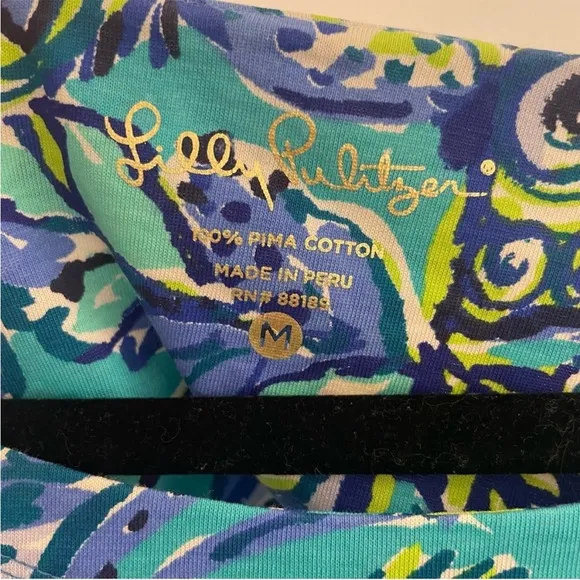 Lilly Pulitzer®
100% PIMA COTTON
MADE IN PERU
RN# 88189
M